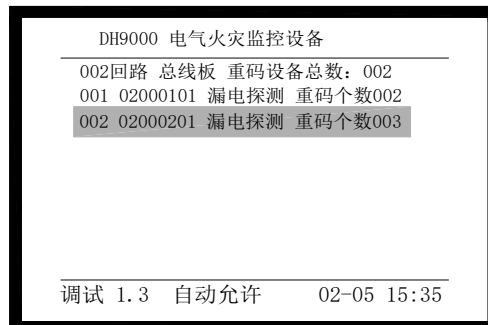 DH9000 电气火灾监控设备
002回路 总线板 重码设备总数: 002
001 02000101 漏电探测 重码个数002
002 02000201 漏电探测 重码个数003
调试 1.3 自动允许 02-05 15:35